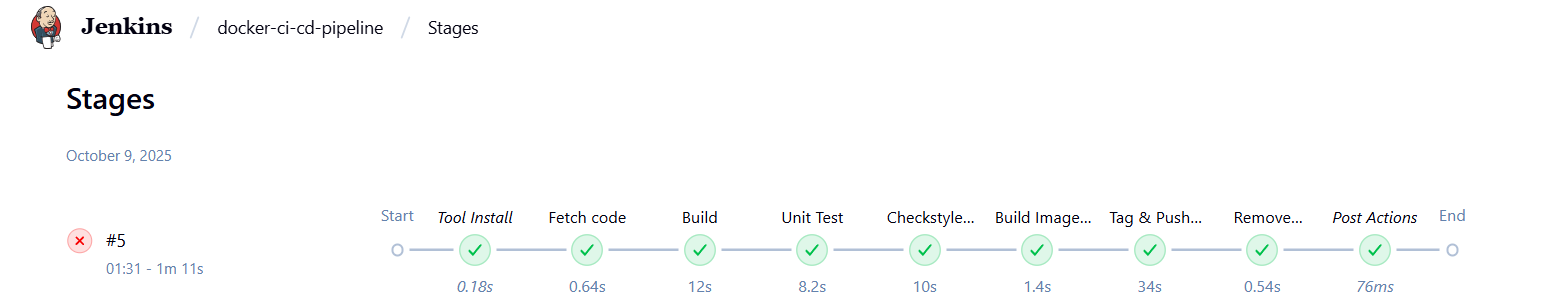 Jenkins / docker-ci-cd-pipeline / Stages
Stages
October 9, 2025
Start Tool Install Fetch code Build Unit Test Checkstyle... Build Image... Tag & Push... Remove... Post Actions End
#5
01:31 - 1m 11s
0.18s 0.64s 12s 8.2s 10s 1.4s 34s 0.54s 76ms